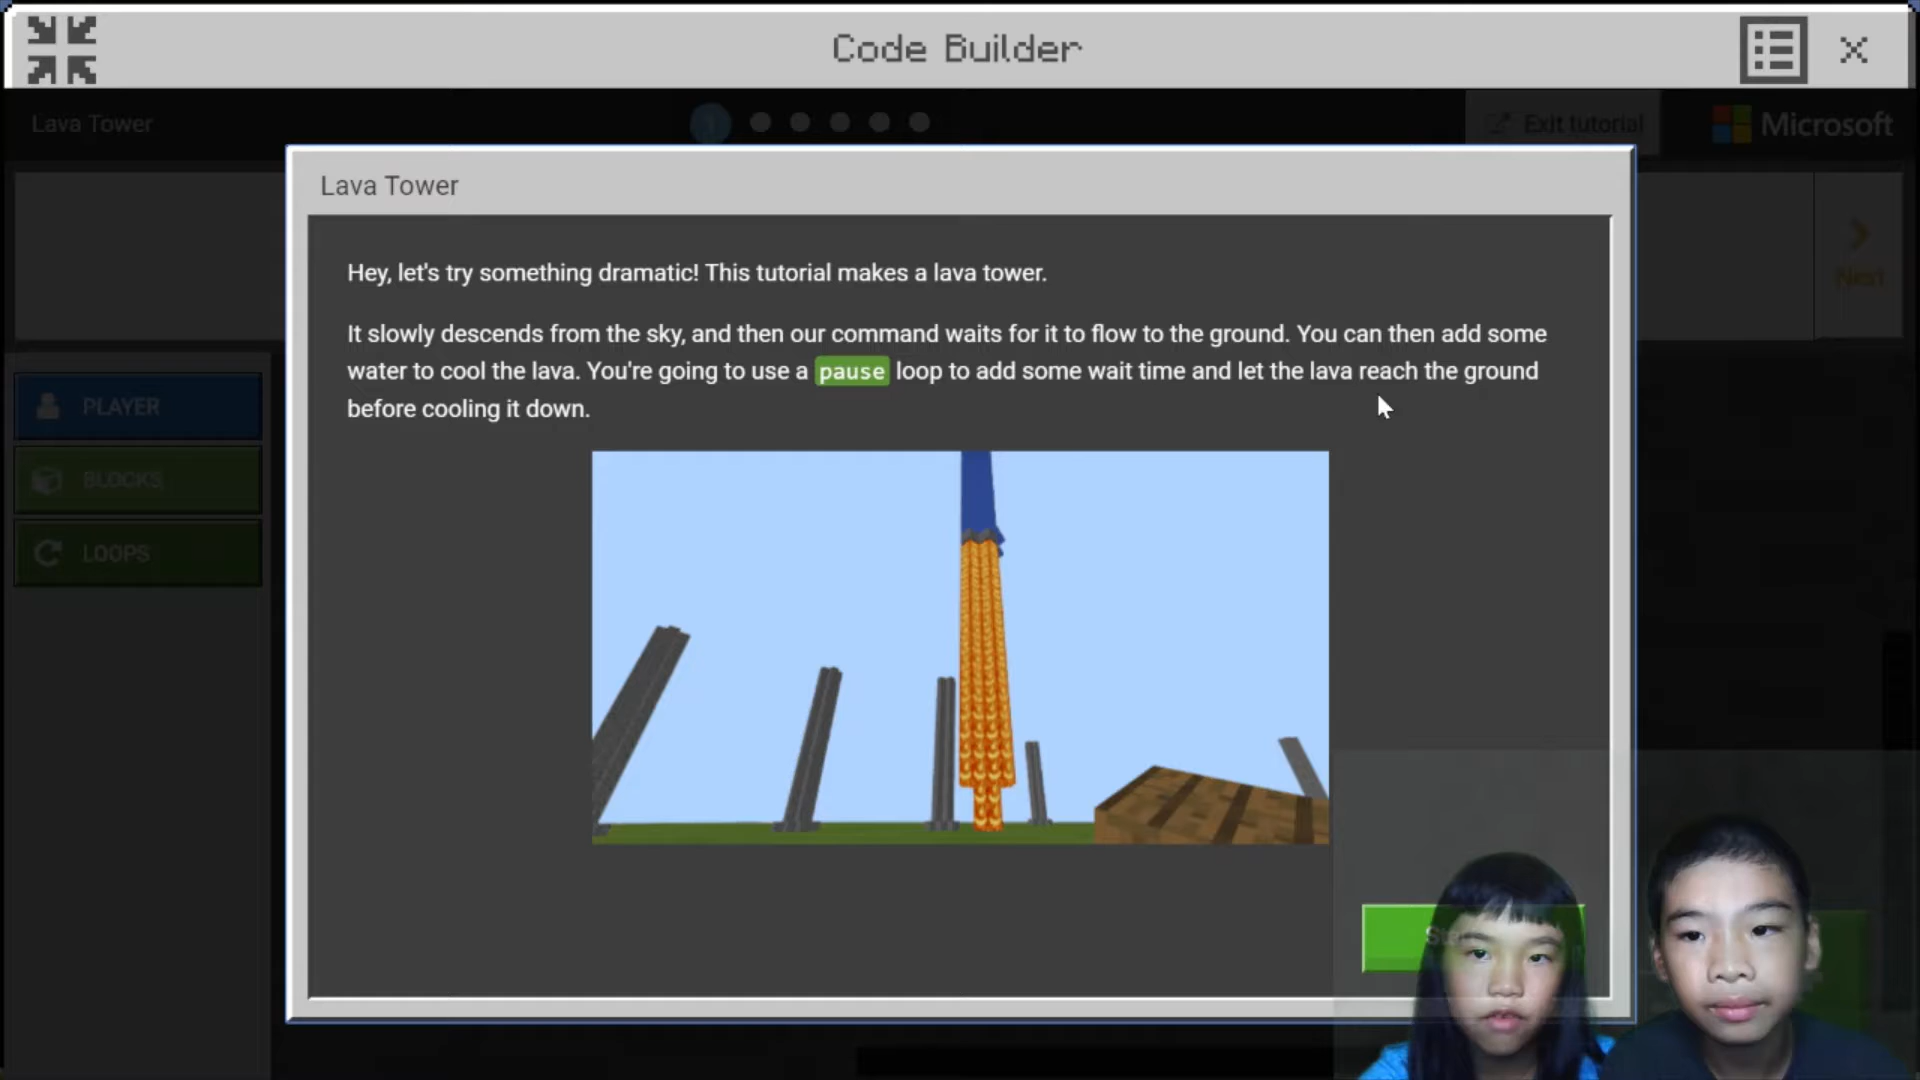 Code Builder
Lava Tower
Exit tutorial
Microsoft
Lava Tower
Hey, let's try something dramatic! This tutorial makes a lava tower.
It slowly descends from the sky, and then our command waits for it to flow to the ground. You can then add some
water to cool the lava. You're going to use a pause loop to add some wait time and let the lava reach the ground
before cooling it down.
Next
PLAYER
BLOCKS
LOOPS